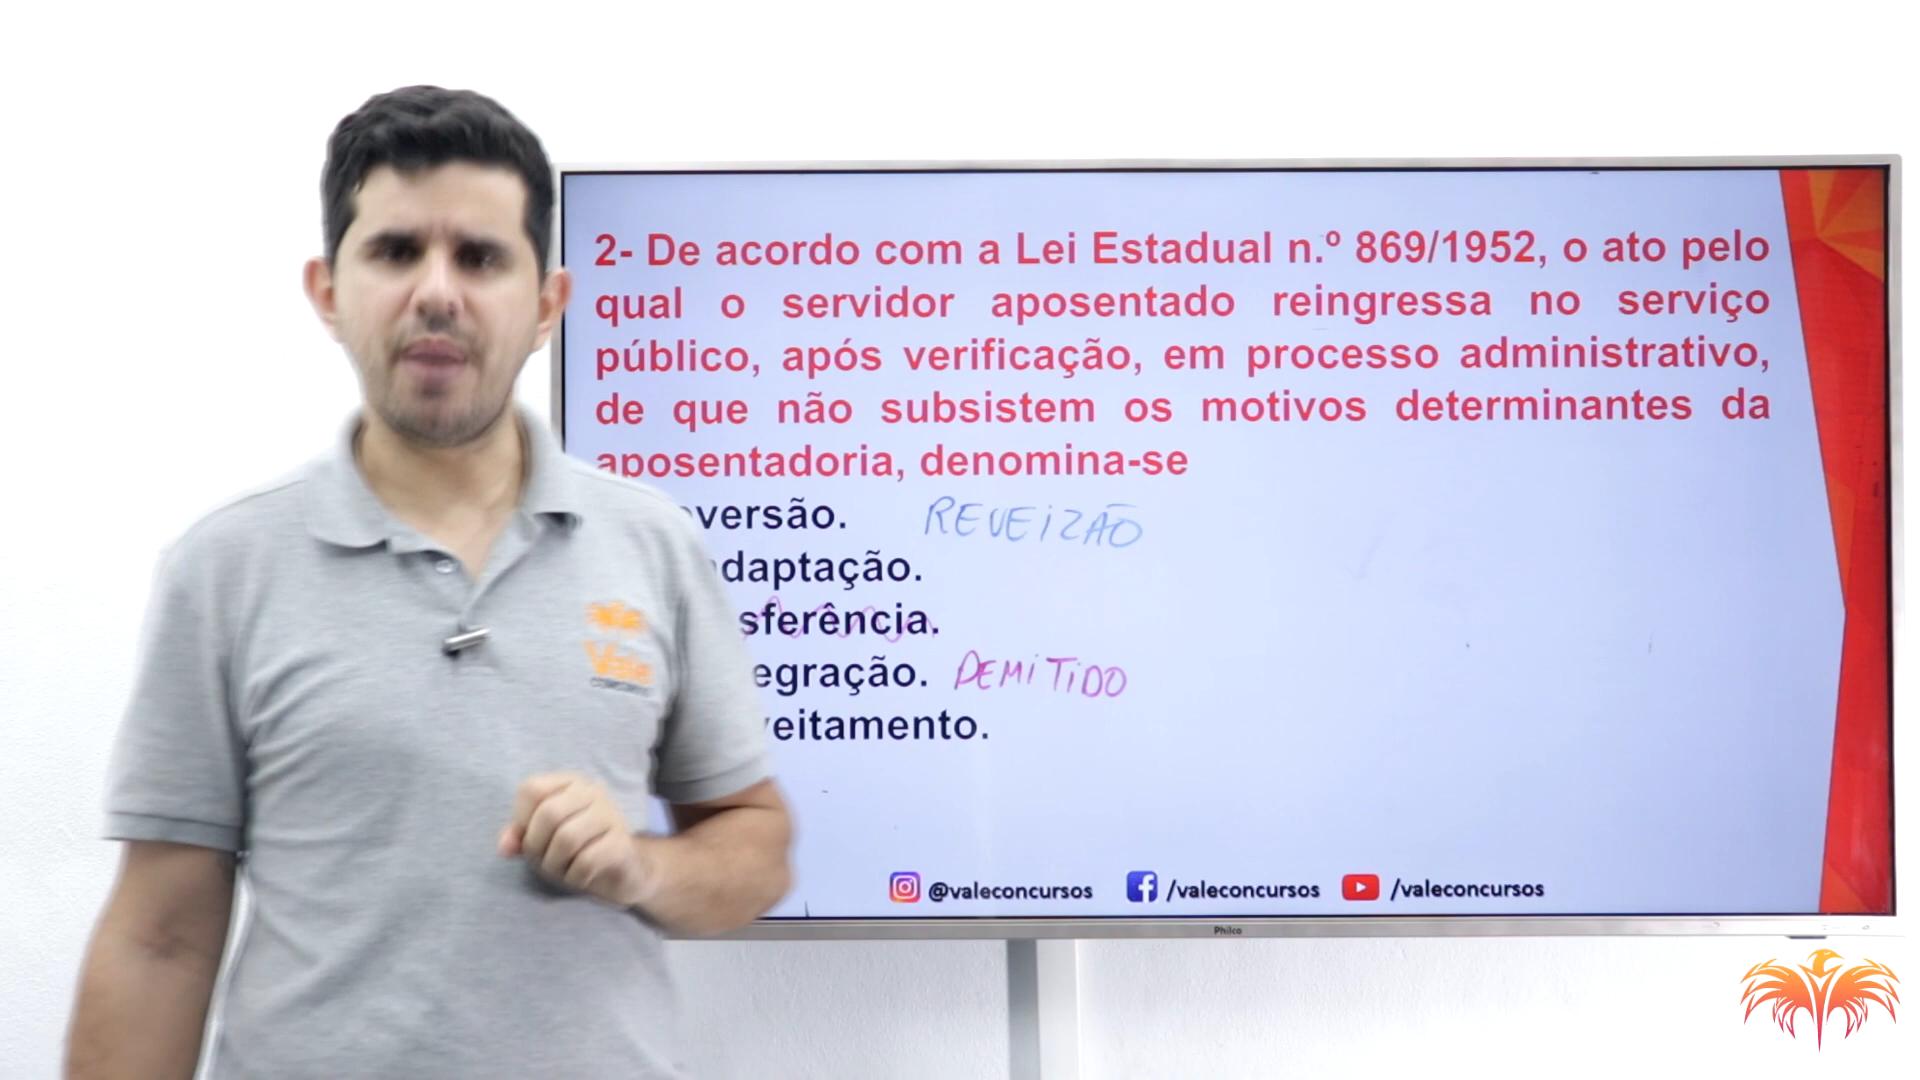 2- De acordo com a Lei Estadual n.º 869/1952, o ato pelo
qual o servidor aposentado reingressa no serviço
público, após verificação, em processo administrativo,
de que não subsistem os motivos determinantes da
aposentadoria, denomina-se
versão. REVEIZÃO
daptação.
sferência.
egração. DEMITIDO
eitamento.
Vale
@valeconcursos /valeconcursos /valeconcursos
Philco